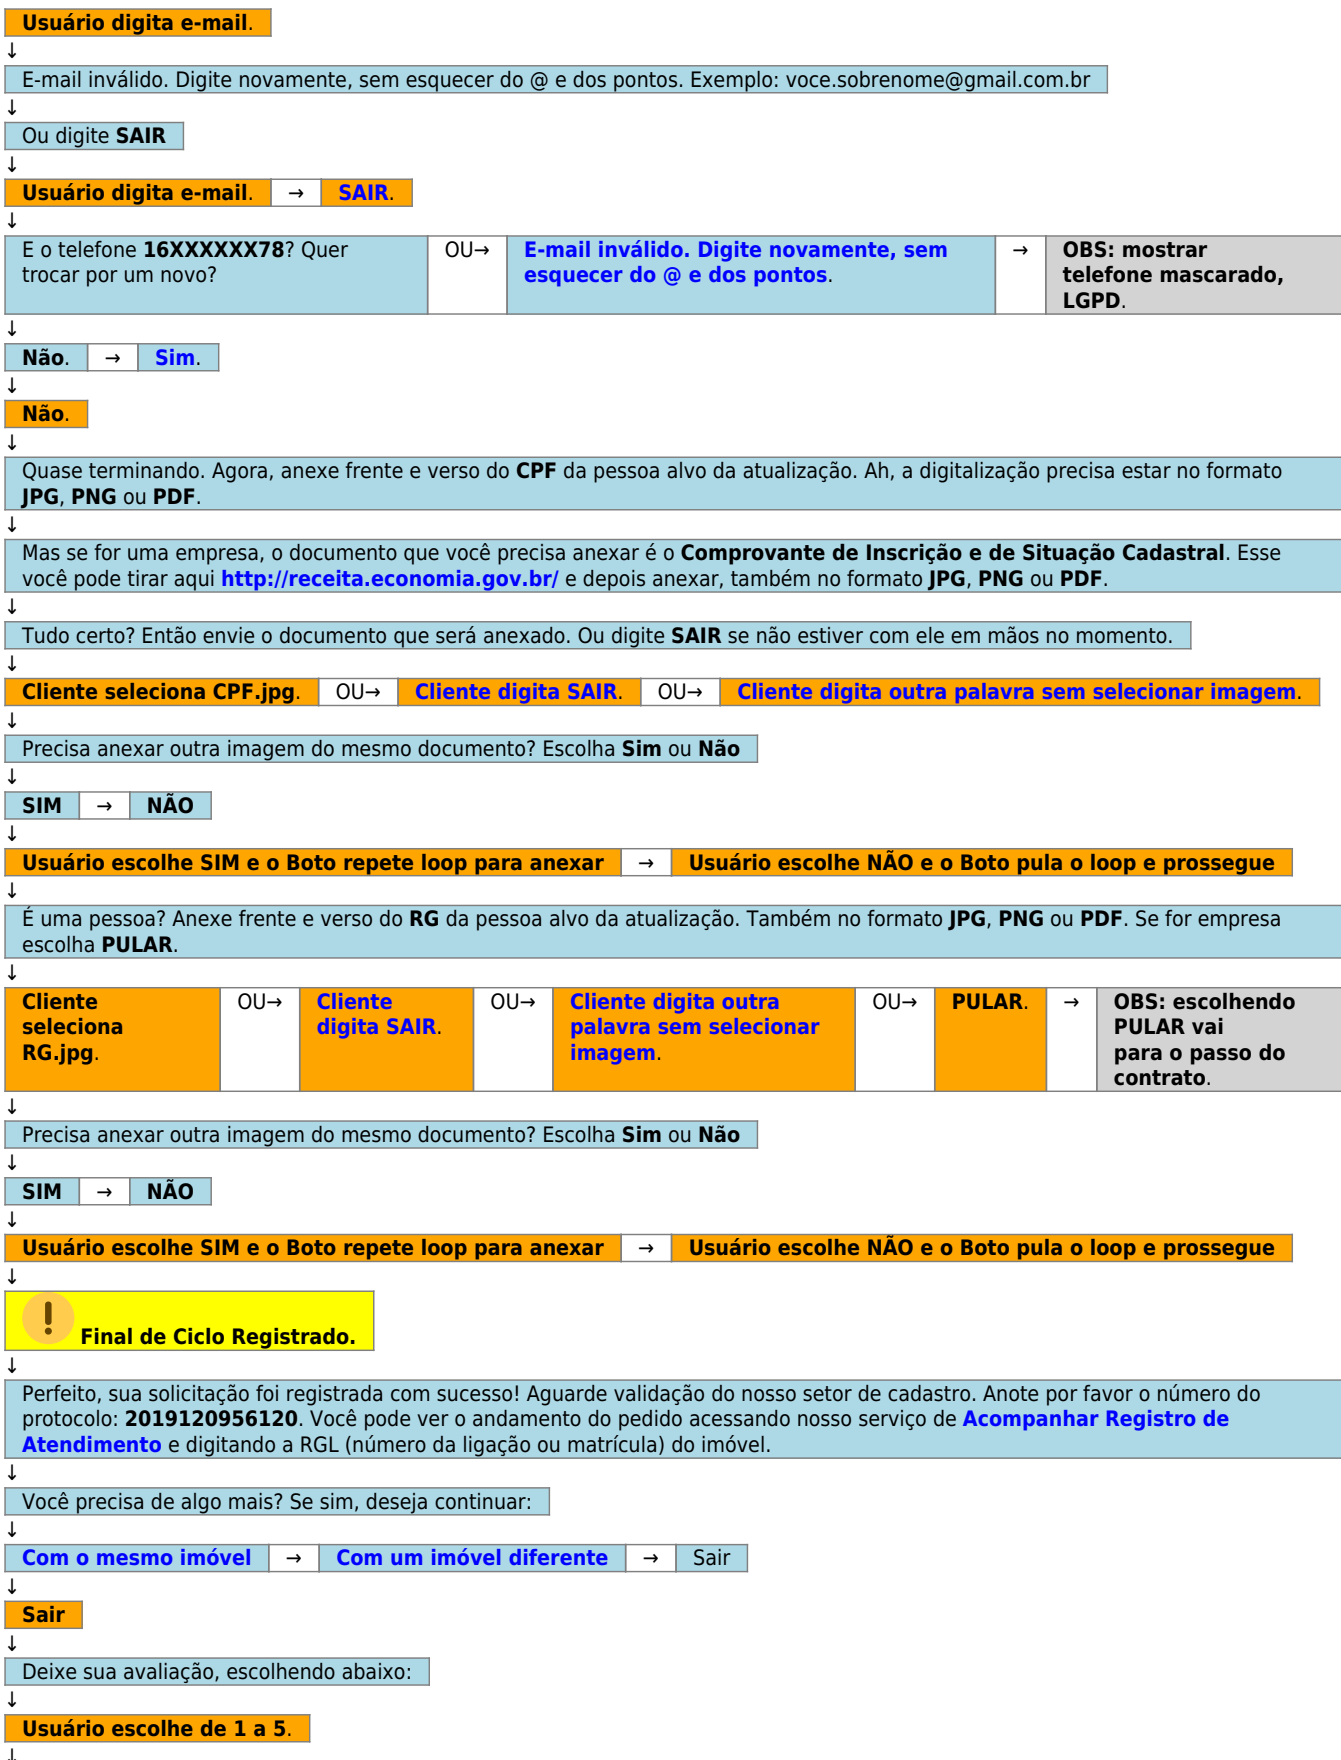 Usuário digita e-mail.
↓
E-mail inválido. Digite novamente, sem esquecer do @ e dos pontos. Exemplo: voce.sobrenome@gmail.com.br
↓
Ou digite SAIR
↓
Usuário digita e-mail. → SAIR.
↓
E o telefone 16XXXXXX78? Quer OU→ E-mail inválido. Digite novamente, sem → OBS: mostrar
trocar por um novo? esquecer do @ e dos pontos. telefone mascarado,
LGPD.
↓
Não. → Sim.
↓
Não.
↓
Quase terminando. Agora, anexe frente e verso do CPF da pessoa alvo da atualização. Ah, a digitalização precisa estar no formato
JPG, PNG ou PDF.
↓
Mas se for uma empresa, o documento que você precisa anexar é o Comprovante de Inscrição e de Situação Cadastral. Esse
você pode tirar aqui http://receita.economia.gov.br/ e depois anexar, também no formato JPG, PNG ou PDF.
↓
Tudo certo? Então envie o documento que será anexado. Ou digite SAIR se não estiver com ele em mãos no momento.
↓
Cliente seleciona CPF.jpg. OU→ Cliente digita SAIR. OU→ Cliente digita outra palavra sem selecionar imagem.
↓
Precisa anexar outra imagem do mesmo documento? Escolha Sim ou Não
↓
SIM → NÃO
↓
Usuário escolhe SIM e o Boto repete loop para anexar → Usuário escolhe NÃO e o Boto pula o loop e prossegue
↓
É uma pessoa? Anexe frente e verso do RG da pessoa alvo da atualização. Também no formato JPG, PNG ou PDF. Se for empresa
escolha PULAR.
↓
Cliente OU→ Cliente OU→ Cliente digita outra OU→ PULAR. → OBS: escolhendo
seleciona digita SAIR. palavra sem selecionar PULAR vai
RG.jpg. imagem. para o passo do
contrato.
↓
Precisa anexar outra imagem do mesmo documento? Escolha Sim ou Não
↓
SIM → NÃO
↓
Usuário escolhe SIM e o Boto repete loop para anexar → Usuário escolhe NÃO e o Boto pula o loop e prossegue
↓
Final de Ciclo Registrado.
↓
Perfeito, sua solicitação foi registrada com sucesso! Aguarde validação do nosso setor de cadastro. Anote por favor o número do
protocolo: 2019120956120. Você pode ver o andamento do pedido acessando nosso serviço de Acompanhar Registro de
Atendimento e digitando a RGL (número da ligação ou matrícula) do imóvel.
↓
Você precisa de algo mais? Se sim, deseja continuar:
↓
Com o mesmo imóvel → Com um imóvel diferente → Sair
↓
Sair
↓
Deixe sua avaliação, escolhendo abaixo:
↓
Usuário escolhe de 1 a 5.
↓